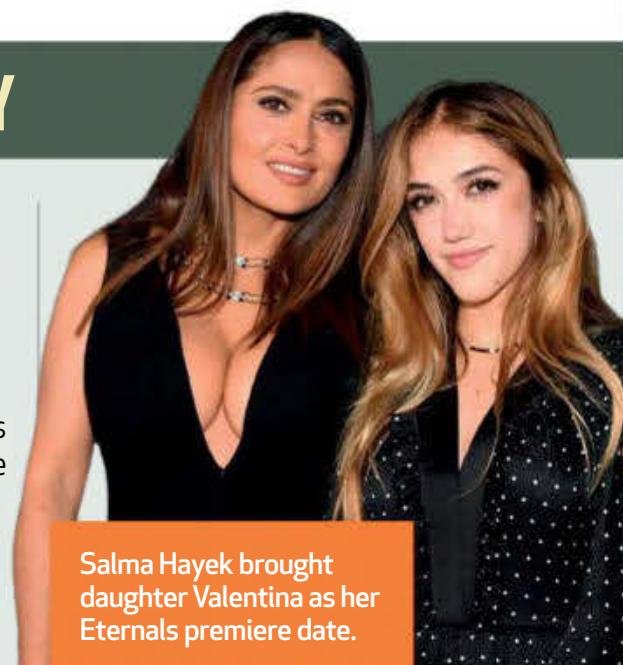 Y
s
e
Salma Hayek brought
daughter Valentina as her
Eternals premiere date.